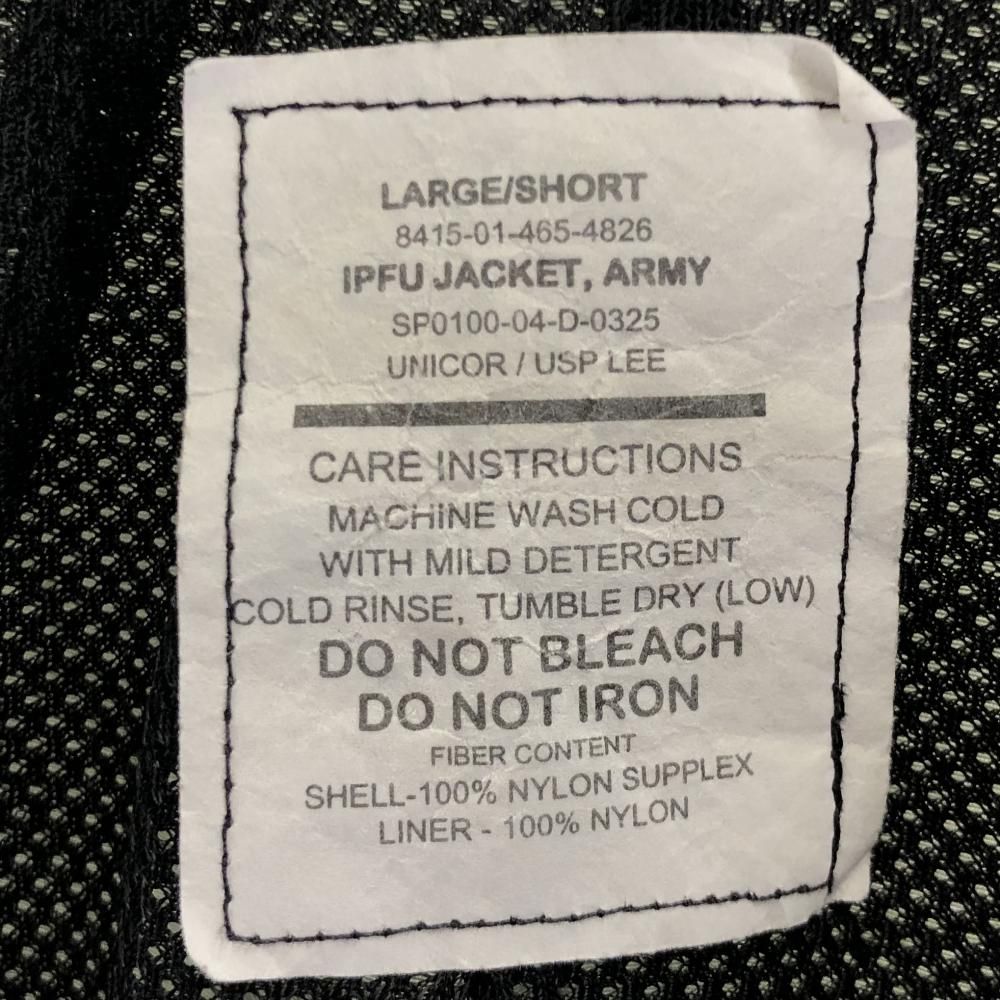 LARGE/SHORT
8415-01-465-4826
IPFU JACKET, ARMY
SP0100-04-D-0325
UNICOR / USP LEE
CARE INSTRUCTIONS
MACHINE WASH COLD
WITH MILD DETERGENT
COLD RINSE, TUMBLE DRY (LOW)
DO NOT BLEACH
DO NOT IRON
FIBER CONTENT
SHELL-100% NYLON SUPPLEX
LINER - 100% NYLON